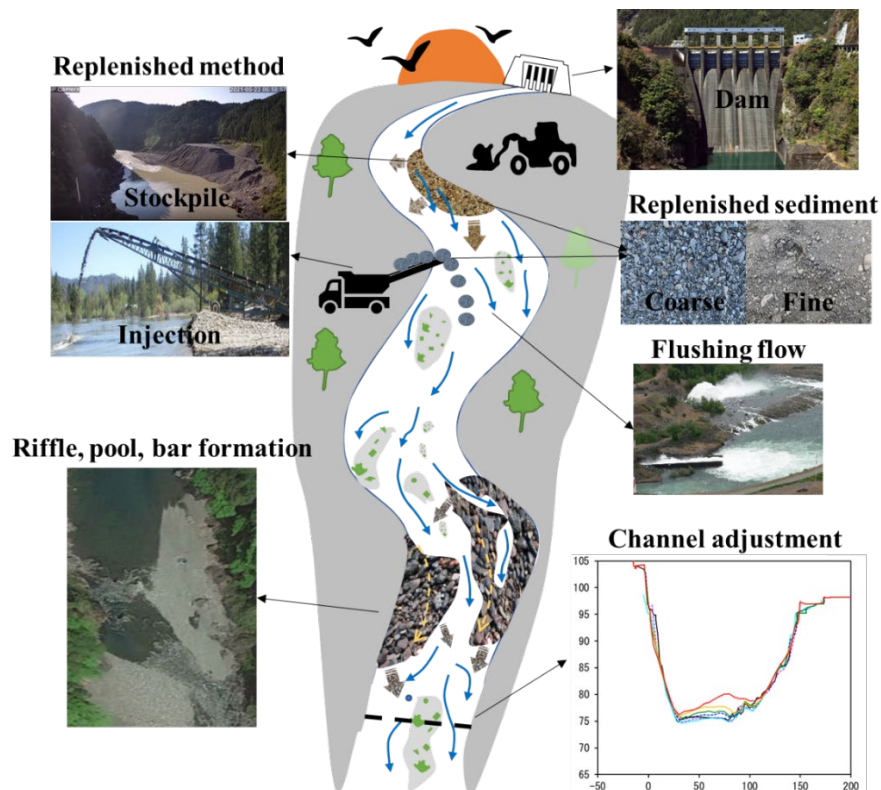 Replenished method
Stockpile
Injection
Dam
Replenished sediment
Coarse
Fine
Flushing flow
Riffle, pool, bar formation
Channel adjustment
105
100
95
90
85
80
75
70
65
-50
0
50
100
150
200